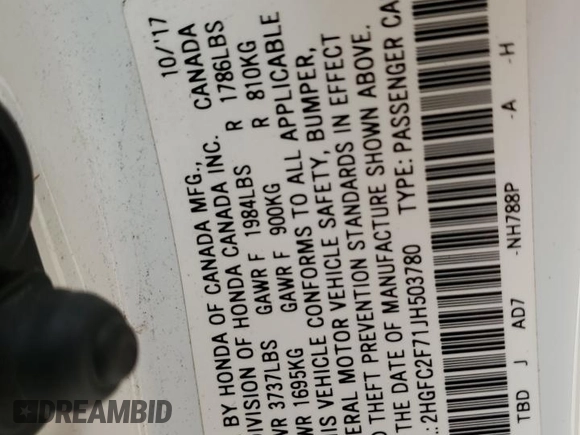 10/'17
BY HONDA OF CANADA MFG.,
DIVISION OF HONDA CANADA INC. CANADA
WR 3737LBS GAWR F 1984LBS R 1786LBS
WR 1695KG GAWR F 900KG R 810KG
IS VEHICLE CONFORMS TO ALL APPLICABLE
ERAL MOTOR VEHICLE SAFETY, BUMPER,
D THEFT PREVENTION STANDARDS IN EFFECT
THE DATE OF MANUFACTURE SHOWN ABOVE.
.: 2HGFC2F71JH503780 TYPE: PASSENGER CA
TBD J AD7 -NH788P -A -H
DREAMBID